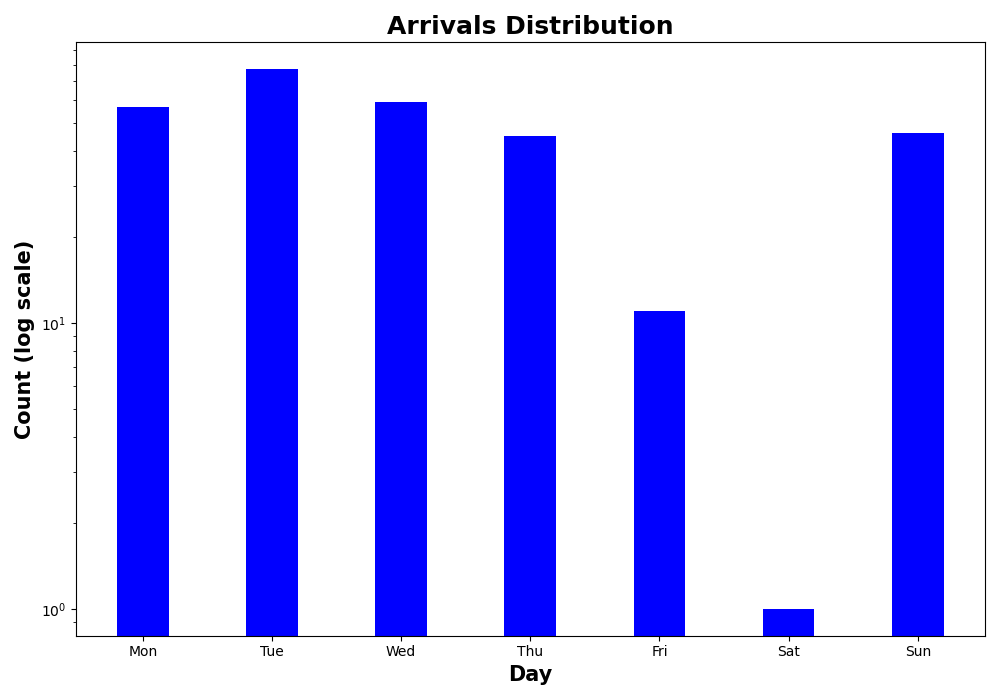 Arrivals Distribution
Count (log scale)
10¹
10⁰
Mon Tue Wed Thu Fri Sat Sun
Day